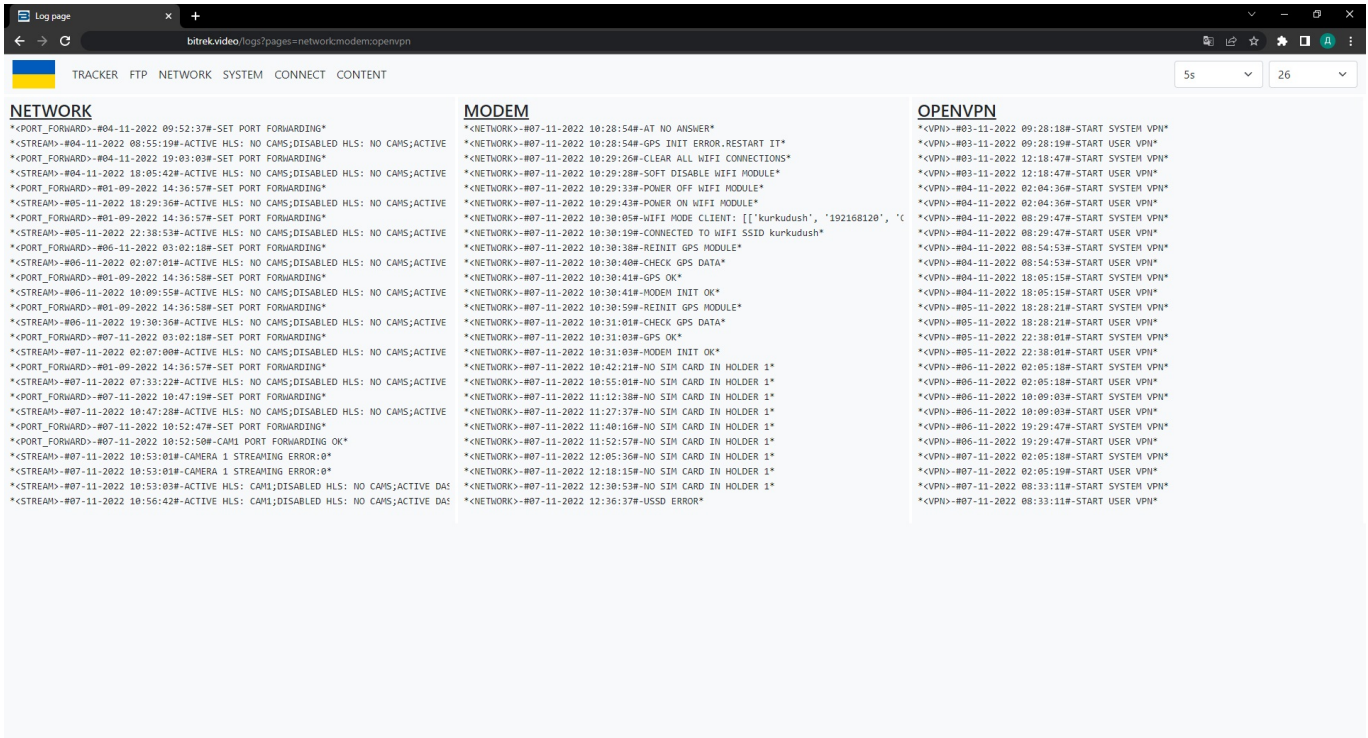 Log page
bitrek.video/logs?pages=network:modem:openvpn
TRACKER FTP NETWORK SYSTEM CONNECT CONTENT
5s
26
NETWORK
*<PORT_FORWARD>-#04-11-2022 09:52:37#-SET PORT FORWARDING*
*<STREAM>-#04-11-2022 08:55:19#-ACTIVE HLS: NO CAMS;DISABLED HLS: NO CAMS;ACTIVE
*<PORT_FORWARD>-#04-11-2022 19:03:03#-SET PORT FORWARDING*
*<STREAM>-#04-11-2022 18:05:42#-ACTIVE HLS: NO CAMS;DISABLED HLS: NO CAMS;ACTIVE
*<PORT_FORWARD>-#01-09-2022 14:36:57#-SET PORT FORWARDING*
*<STREAM>-#05-11-2022 18:29:36#-ACTIVE HLS: NO CAMS;DISABLED HLS: NO CAMS;ACTIVE
*<PORT_FORWARD>-#01-09-2022 14:36:57#-SET PORT FORWARDING*
*<STREAM>-#05-11-2022 22:38:53#-ACTIVE HLS: NO CAMS;DISABLED HLS: NO CAMS;ACTIVE
*<PORT_FORWARD>-#06-11-2022 03:02:18#-SET PORT FORWARDING*
*<STREAM>-#06-11-2022 02:07:01#-ACTIVE HLS: NO CAMS;DISABLED HLS: NO CAMS;ACTIVE
*<PORT_FORWARD>-#01-09-2022 14:36:58#-SET PORT FORWARDING*
*<STREAM>-#06-11-2022 10:09:55#-ACTIVE HLS: NO CAMS;DISABLED HLS: NO CAMS;ACTIVE
*<PORT_FORWARD>-#01-09-2022 14:36:58#-SET PORT FORWARDING*
*<STREAM>-#06-11-2022 19:30:36#-ACTIVE HLS: NO CAMS;DISABLED HLS: NO CAMS;ACTIVE
*<PORT_FORWARD>-#07-11-2022 03:02:18#-SET PORT FORWARDING*
*<STREAM>-#07-11-2022 02:07:00#-ACTIVE HLS: NO CAMS;DISABLED HLS: NO CAMS;ACTIVE
*<PORT_FORWARD>-#01-09-2022 14:36:57#-SET PORT FORWARDING*
*<STREAM>-#07-11-2022 07:33:22#-ACTIVE HLS: NO CAMS;DISABLED HLS: NO CAMS;ACTIVE
*<PORT_FORWARD>-#07-11-2022 10:47:19#-SET PORT FORWARDING*
*<STREAM>-#07-11-2022 10:47:28#-ACTIVE HLS: NO CAMS;DISABLED HLS: NO CAMS;ACTIVE
*<PORT_FORWARD>-#07-11-2022 10:52:47#-SET PORT FORWARDING*
*<PORT_FORWARD>-#07-11-2022 10:52:50#-CAM1 PORT FORWARDING OK*
*<STREAM>-#07-11-2022 10:53:01#-CAMERA 1 STREAMING ERROR:0*
*<STREAM>-#07-11-2022 10:53:01#-CAMERA 1 STREAMING ERROR:0*
*<STREAM>-#07-11-2022 10:53:03#-ACTIVE HLS: CAM1;DISABLED HLS: NO CAMS;ACTIVE DAS
*<STREAM>-#07-11-2022 10:56:42#-ACTIVE HLS: CAM1;DISABLED HLS: NO CAMS;ACTIVE DAS
MODEM
*<NETWORK>-#07-11-2022 10:28:54#-AT NO ANSWER*
*<NETWORK>-#07-11-2022 10:28:54#-GPS INIT ERROR.RESTART IT*
*<NETWORK>-#07-11-2022 10:29:26#-CLEAR ALL WIFI CONNECTIONS*
*<NETWORK>-#07-11-2022 10:29:28#-SOFT DISABLE WIFI MODULE*
*<NETWORK>-#07-11-2022 10:29:33#-POWER OFF WIFI MODULE*
*<NETWORK>-#07-11-2022 10:29:43#-POWER ON WIFI MODULE*
*<NETWORK>-#07-11-2022 10:30:05#-WIFI MODE CLIENT: [['kurkudush', '192168120', '
*<NETWORK>-#07-11-2022 10:30:19#-CONNECTED TO WIFI SSID kurkudush*
*<NETWORK>-#07-11-2022 10:30:38#-REINIT GPS MODULE*
*<NETWORK>-#07-11-2022 10:30:40#-CHECK GPS DATA*
*<NETWORK>-#07-11-2022 10:30:41#-GPS OK*
*<NETWORK>-#07-11-2022 10:30:41#-MODEM INIT OK*
*<NETWORK>-#07-11-2022 10:30:59#-REINIT GPS MODULE*
*<NETWORK>-#07-11-2022 10:31:01#-CHECK GPS DATA*
*<NETWORK>-#07-11-2022 10:31:03#-GPS OK*
*<NETWORK>-#07-11-2022 10:31:03#-MODEM INIT OK*
*<NETWORK>-#07-11-2022 10:42:21#-NO SIM CARD IN HOLDER 1*
*<NETWORK>-#07-11-2022 10:55:01#-NO SIM CARD IN HOLDER 1*
*<NETWORK>-#07-11-2022 11:12:38#-NO SIM CARD IN HOLDER 1*
*<NETWORK>-#07-11-2022 11:27:37#-NO SIM CARD IN HOLDER 1*
*<NETWORK>-#07-11-2022 11:40:16#-NO SIM CARD IN HOLDER 1*
*<NETWORK>-#07-11-2022 11:52:57#-NO SIM CARD IN HOLDER 1*
*<NETWORK>-#07-11-2022 12:05:36#-NO SIM CARD IN HOLDER 1*
*<NETWORK>-#07-11-2022 12:18:15#-NO SIM CARD IN HOLDER 1*
*<NETWORK>-#07-11-2022 12:30:53#-NO SIM CARD IN HOLDER 1*
*<NETWORK>-#07-11-2022 12:36:37#-USSD ERROR*
OPENVPN
*<VPN>-#03-11-2022 09:28:18#-START SYSTEM VPN*
*<VPN>-#03-11-2022 09:28:19#-START USER VPN*
*<VPN>-#03-11-2022 12:18:47#-START SYSTEM VPN*
*<VPN>-#03-11-2022 12:18:47#-START USER VPN*
*<VPN>-#04-11-2022 02:04:36#-START SYSTEM VPN*
*<VPN>-#04-11-2022 02:04:36#-START USER VPN*
*<VPN>-#04-11-2022 08:29:47#-START SYSTEM VPN*
*<VPN>-#04-11-2022 08:29:47#-START USER VPN*
*<VPN>-#04-11-2022 08:54:53#-START SYSTEM VPN*
*<VPN>-#04-11-2022 08:54:53#-START USER VPN*
*<VPN>-#04-11-2022 18:05:15#-START SYSTEM VPN*
*<VPN>-#04-11-2022 18:05:15#-START USER VPN*
*<VPN>-#05-11-2022 18:28:21#-START SYSTEM VPN*
*<VPN>-#05-11-2022 18:28:21#-START USER VPN*
*<VPN>-#05-11-2022 22:38:01#-START SYSTEM VPN*
*<VPN>-#05-11-2022 22:38:01#-START USER VPN*
*<VPN>-#06-11-2022 02:05:18#-START SYSTEM VPN*
*<VPN>-#06-11-2022 02:05:18#-START USER VPN*
*<VPN>-#06-11-2022 10:09:03#-START SYSTEM VPN*
*<VPN>-#06-11-2022 10:09:03#-START USER VPN*
*<VPN>-#06-11-2022 19:29:47#-START SYSTEM VPN*
*<VPN>-#06-11-2022 19:29:47#-START USER VPN*
*<VPN>-#07-11-2022 02:05:18#-START SYSTEM VPN*
*<VPN>-#07-11-2022 02:05:19#-START USER VPN*
*<VPN>-#07-11-2022 08:33:11#-START SYSTEM VPN*
*<VPN>-#07-11-2022 08:33:11#-START USER VPN*